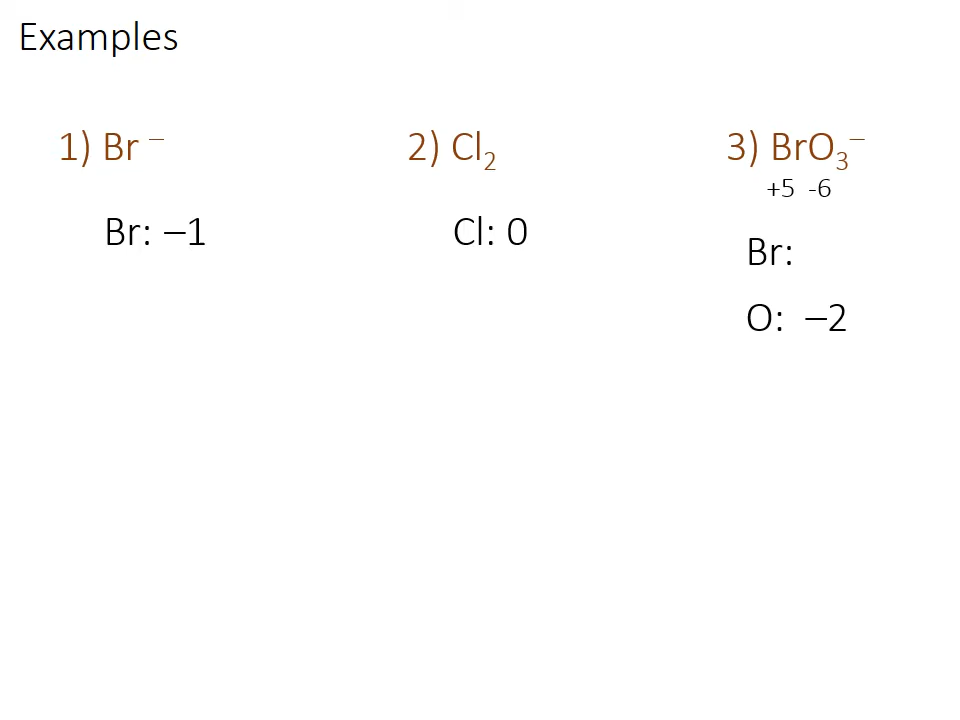 Examples
1) Br⁻
2) Cl₂
3) BrO₃⁻
+5 -6
Br: –1
Cl: 0
Br:
O: –2